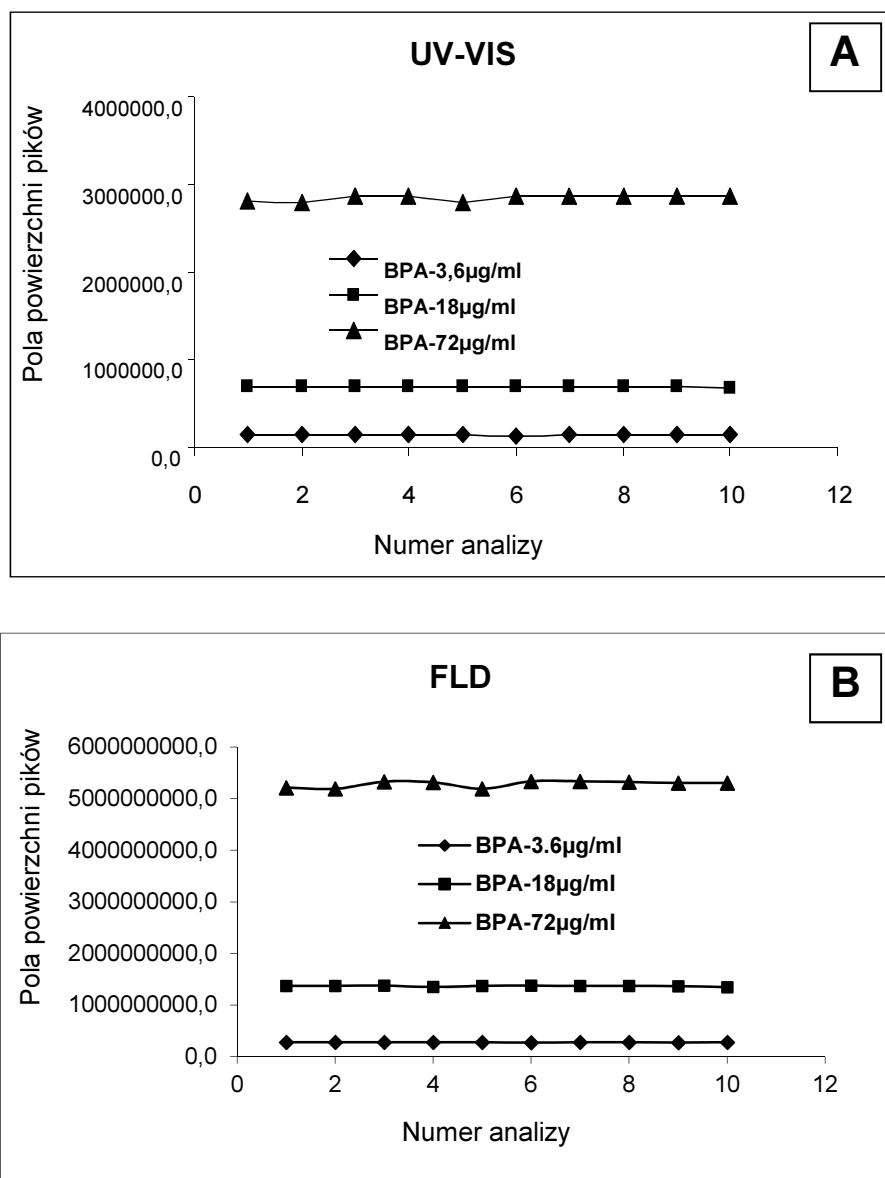 UV-VIS
A
Pola powierzchni pików
4000000,0
3000000,0
2000000,0
1000000,0
0,0
BPA-3,6µg/ml
BPA-18µg/ml
BPA-72µg/ml
0 2 4 6 8 10 12
Numer analizy
FLD
B
Pola powierzchni pików
6000000000,0
5000000000,0
4000000000,0
3000000000,0
2000000000,0
1000000000,0
0,0
BPA-3.6µg/ml
BPA-18µg/ml
BPA-72µg/ml
0 2 4 6 8 10 12
Numer analizy